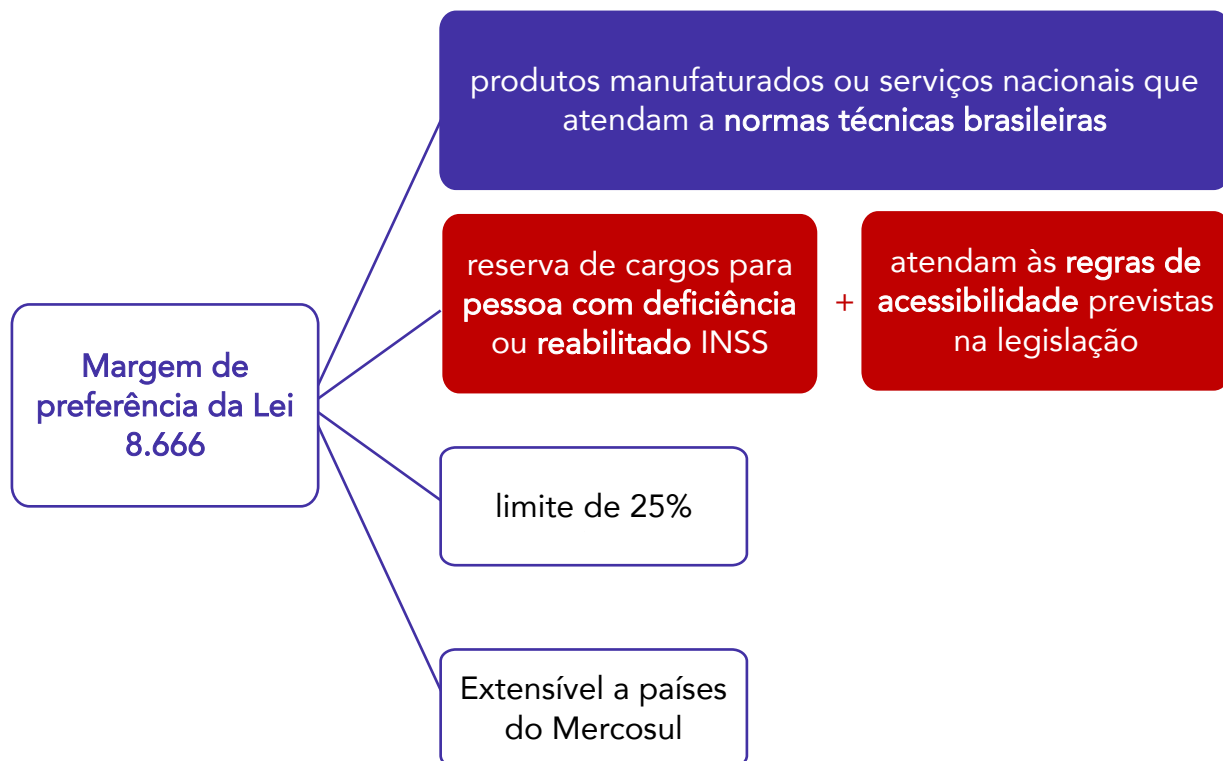 produtos manufaturados ou serviços nacionais que
atendam a normas técnicas brasileiras
reserva de cargos para
pessoa com deficiência
ou reabilitado INSS
+
atendam às regras de
acessibilidade previstas
na legislação
Margem de
preferência da Lei
8.666
limite de 25%
Extensível a países
do Mercosul